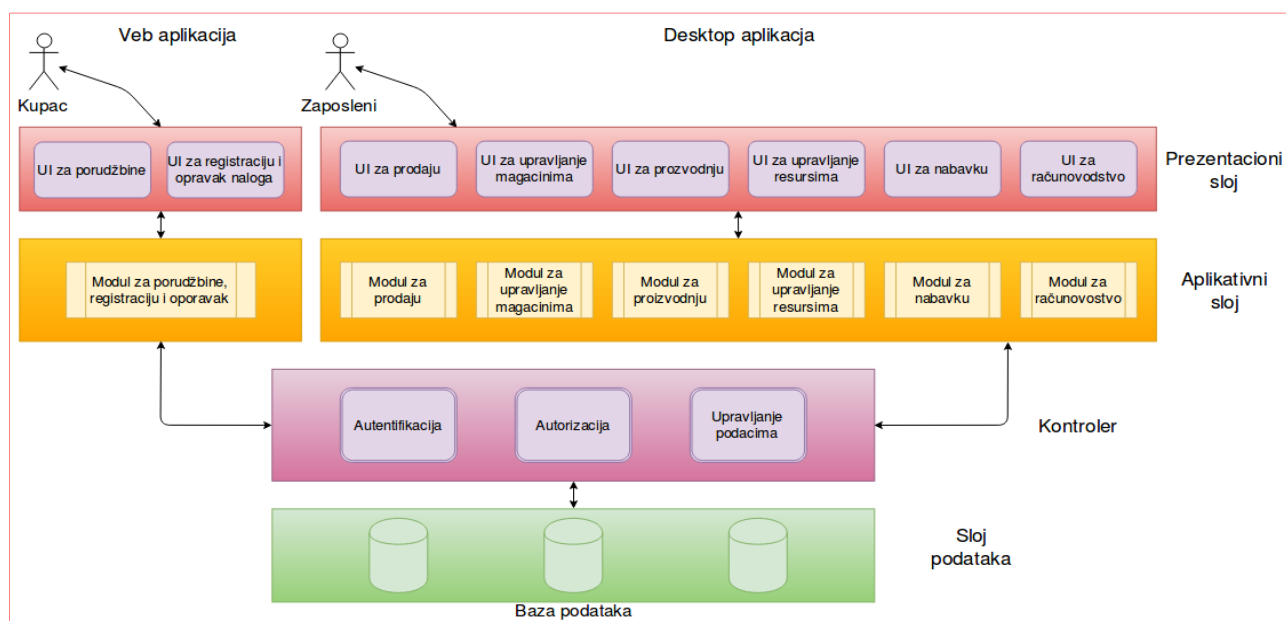 Veb aplikacija
Desktop aplikacja
Kupac
Zaposleni
UI za porudžbine
UI za registraciju i
opravak naloga
UI za prodaju
UI za upravljanje
magacinima
UI za prozvodnju
UI za upravljanje
resursima
UI za nabavku
UI za
računovodstvo
Prezentacioni
sloj
Modul za porudžbine,
registraciju i oporavak
Modul za
prodaju
Modul za
upravljanje
magacinima
Modul za
proizvodnju
Modul za
upravljanje
resursima
Modul za
nabavku
Modul za
računovostvo
Aplikativni
sloj
Autentifikacija
Autorizacija
Upravljanje
podacima
Kontroler
Sloj
podataka
Baza podataka